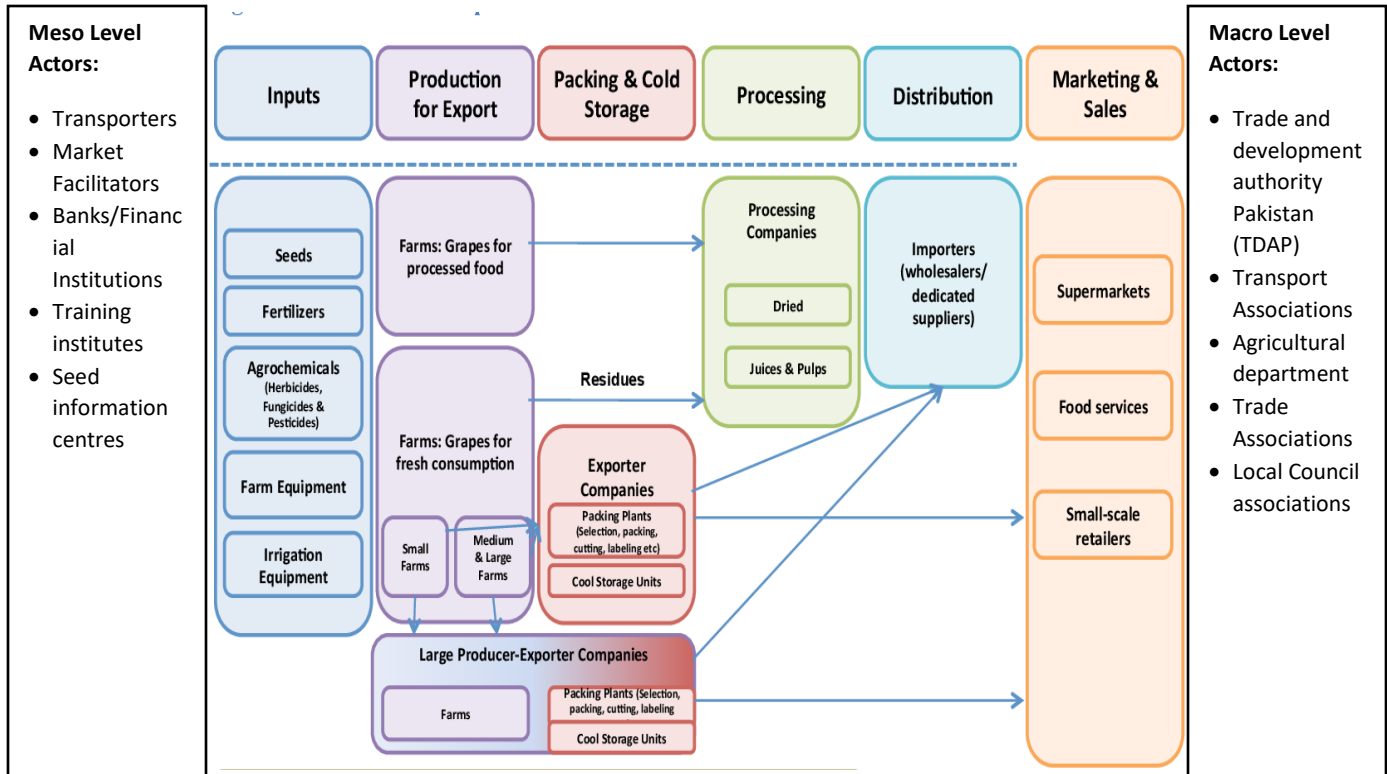 Meso Level
Actors:
• Transporters
• Market
Facilitators
• Banks/Financ
ial
Institutions
• Training
institutes
• Seed
information
centres
Inputs
Production
for Export
Packing & Cold
Storage
Processing
Distribution
Marketing &
Sales
Seeds
Fertilizers
Agrochemicals
(Herbicides,
Fungicides &
Pesticides)
Farm Equipment
Irrigation
Equipment
Farms: Grapes for
processed food
Farms: Grapes for
fresh consumption
Small
Farms
Medium
& Large
Farms
Residues
Exporter
Companies
Packing Plants
(Selection, packing,
cutting, labeling etc)
Cool Storage Units
Large Producer-Exporter Companies
Farms
Packing Plants (Selection,
packing, cutting, labeling
Cool Storage Units
Processing
Companies
Dried
Juices & Pulps
Importers
(wholesalers/
dedicated
suppliers)
Supermarkets
Food services
Small-scale
retailers
Macro Level
Actors:
• Trade and
development
authority
Pakistan
(TDAP)
• Transport
Associations
• Agricultural
department
• Trade
Associations
• Local Council
associations